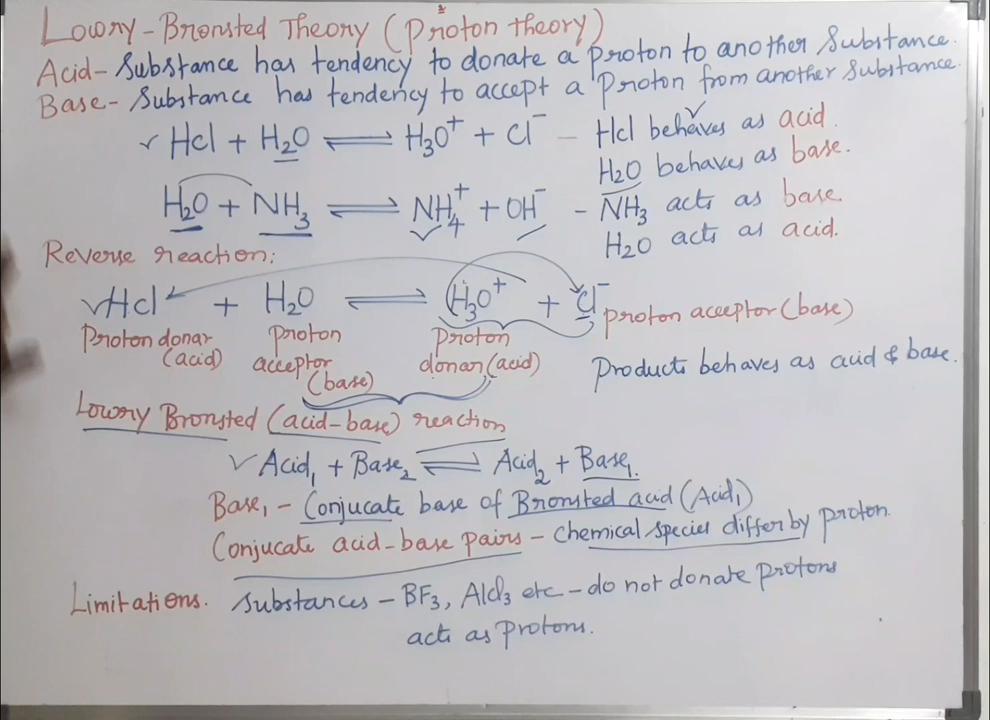 Lowry-Bronsted Theory (Proton theory)
Acid- Substance has tendency to donate a Proton to another Substance.
Base- Substance has tendency to accept a Proton from another Substance.
✓ Hcl + H₂O ⇌ H₃O⁺ + Cl⁻ - Hcl behaves as acid.
H₂O behaves as base.
H₂O + NH₃ ⇌ NH₄⁺ + OH⁻ - NH₃ acts as base
H₂O acts as acid.
Reverse reaction:
✓Hcl + H₂O ⇌ H₃O⁺ + Cl⁻ proton acceptor (base)
Proton donar (acid) Proton acceptor (base) Proton donar (acid)
Products behaves as acid & base.
Lowry Bronsted (acid-base) reaction
✓ Acid₁ + Base₂ ⇌ Acid₂ + Base₁.
Base₁ - Conjucate base of Bronsted acid (Acid₁)
Conjucate acid-base pairs - Chemical species differ by proton.
Limitations. Substances - BF₃, Alcl₃ etc - do not donate protons
acts as Protons.